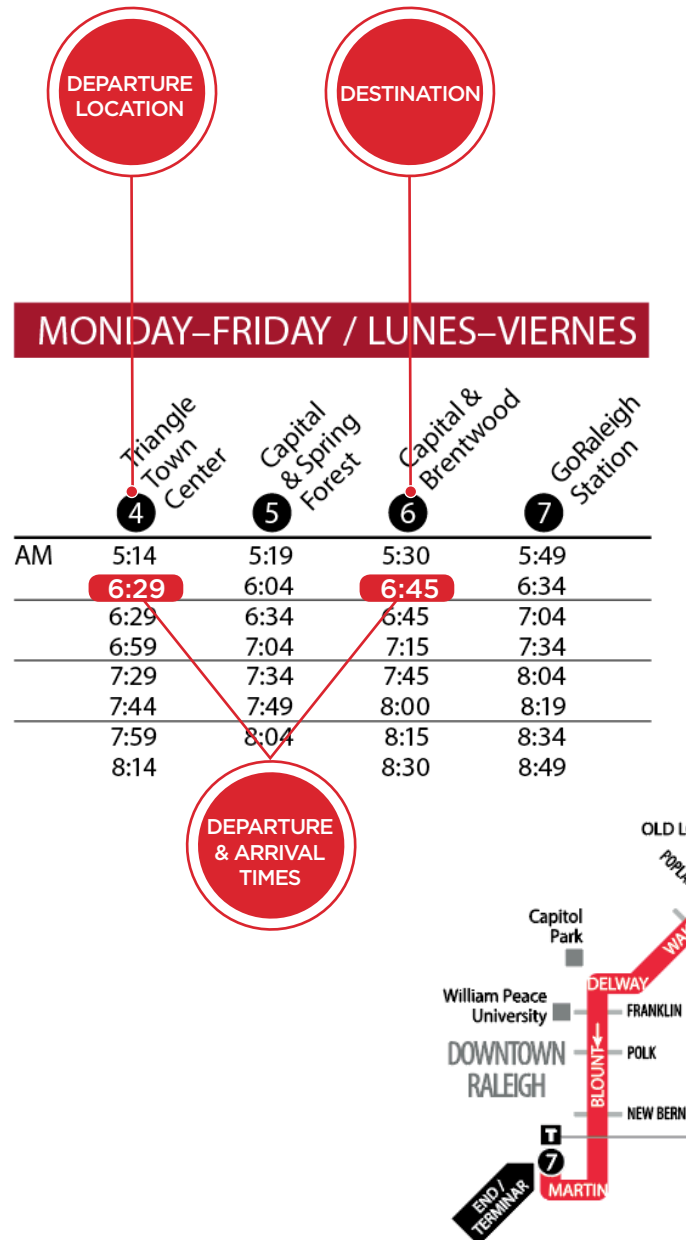 DEPARTURE
LOCATION
DESTINATION
MONDAY–FRIDAY / LUNES–VIERNES
Triangle
Town
Center
Capital
& Spring
Forest
Capital &
Brentwood
GoRaleigh
Station
4 5 6 7
AM 5:14 5:19 5:30 5:49
6:29 6:04 6:45 6:34
6:29 6:34 6:45 7:04
6:59 7:04 7:15 7:34
7:29 7:34 7:45 8:04
7:44 7:49 8:00 8:19
7:59 8:04 8:15 8:34
8:14 8:30 8:49
DEPARTURE
& ARRIVAL
TIMES
OLD
Capitol
Park
DELWAY
William Peace
University
FRANKLIN
DOWNTOWN
RALEIGH
BLOUNT
POLK
NEW BERN
T
7
MARTIN
END /
TERMINAR